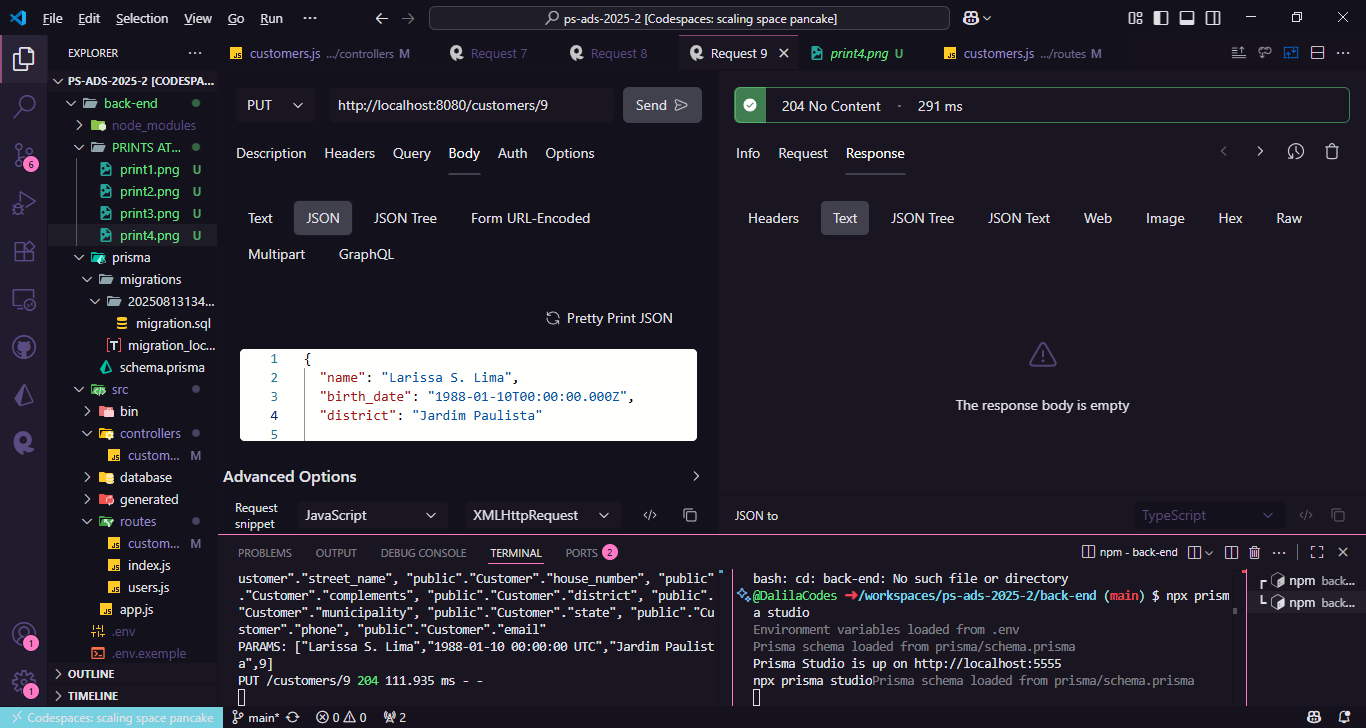 File Edit Selection View Go Run ··· ps-ads-2025-2 [Codespaces: scaling space pancake]
EXPLORER ···
customers.js .../controllers M Request 7 Request 8 Request 9 print4.png U customers.js .../routes M
PS-ADS-2025-2 [CODESPA...
back-end
node_modules
PRINTS AT...
print1.png U
print2.png U
print3.png U
print4.png U
prisma
migrations
20250813134...
migration.sql
migration_loc...
schema.prisma
src
bin
controllers
custom... M
database
generated
routes
custom... M
index.js
users.js
app.js
.env
.env.exemple
OUTLINE
TIMELINE
6
1
1
PUT http://localhost:8080/customers/9 Send
Description Headers Query Body Auth Options
Text JSON JSON Tree Form URL-Encoded
Multipart GraphQL
Pretty Print JSON
1 {
2 "name": "Larissa S. Lima",
3 "birth_date": "1988-01-10T00:00:00.000Z",
4 "district": "Jardim Paulista"
5
Advanced Options
Request snippet JavaScript XMLHttpRequest
204 No Content · 291 ms
Info Request Response
Headers Text JSON Tree JSON Text Web Image Hex Raw
The response body is empty
JSON to TypeScript
PROBLEMS OUTPUT DEBUG CONSOLE TERMINAL PORTS 2 npm - back-end
ustomer"."street_name", "public"."Customer"."house_number", "public"
."Customer"."complements", "public"."Customer"."district", "public".
"Customer"."municipality", "public"."Customer"."state", "public"."Cu
stomer"."phone", "public"."Customer"."email"
PARAMS: ["Larissa S. Lima","1988-01-10 00:00:00 UTC","Jardim Paulist
a",9]
PUT /customers/9 204 111.935 ms - -
bash: cd: back-end: No such file or directory
@DalilaCodes ➜/workspaces/ps-ads-2025-2/back-end (main) $ npx prism
a studio
Environment variables loaded from .env
Prisma schema loaded from prisma/schema.prisma
Prisma Studio is up on http://localhost:5555
npx prisma studioPrisma schema loaded from prisma/schema.prisma
npm back...
npm back...
Codespaces: scaling space pancake main* 0 0 2